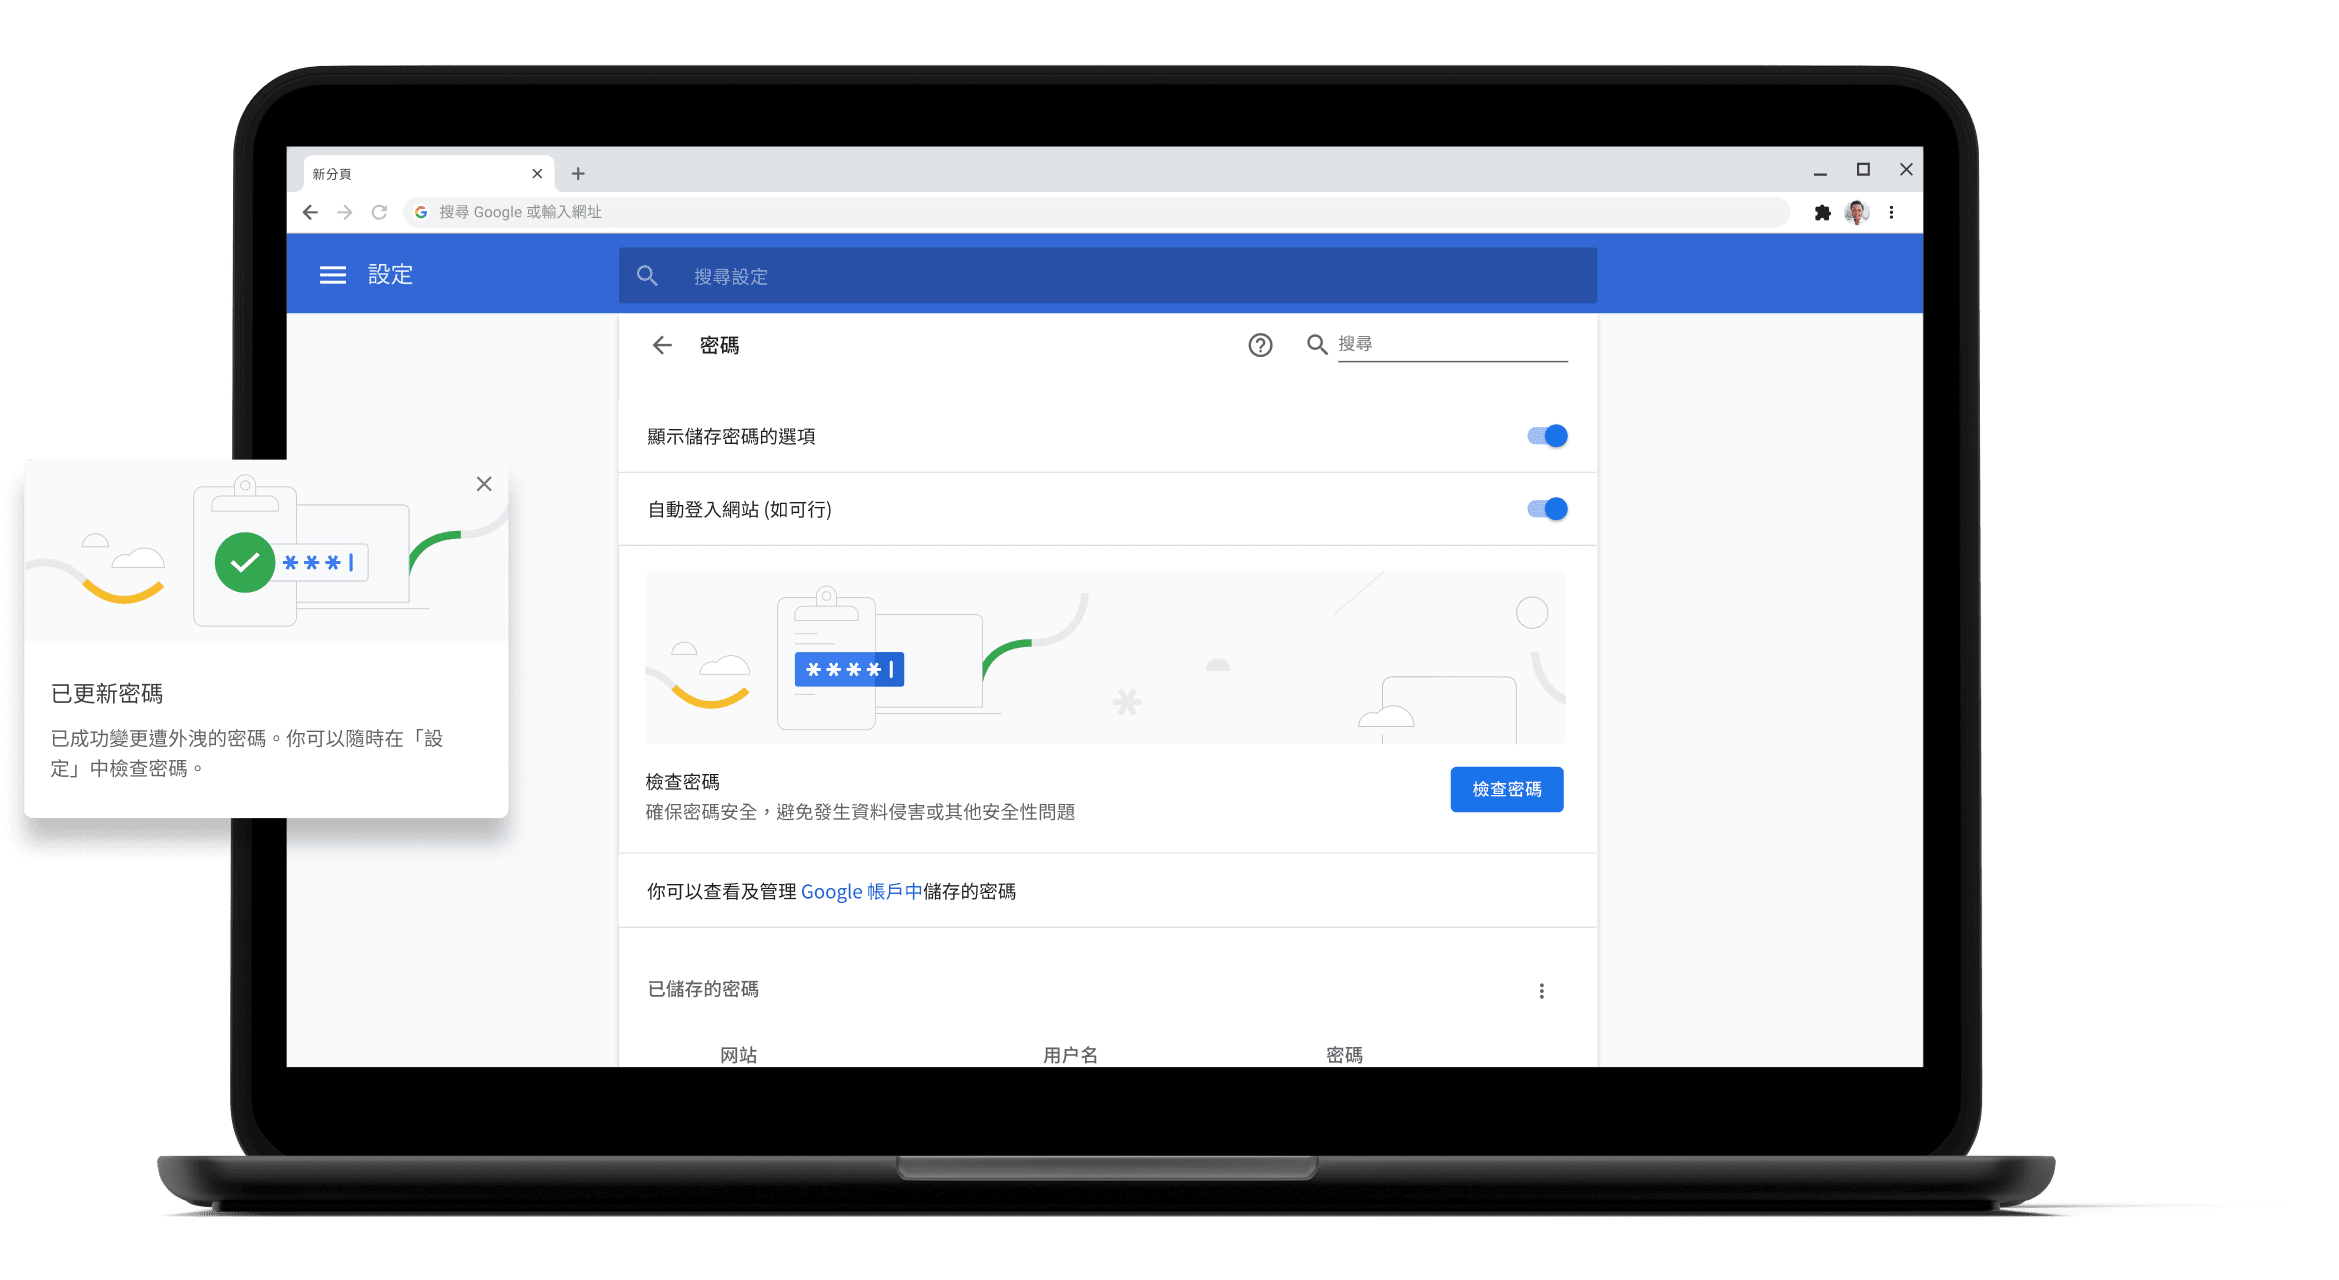 新分頁
搜尋 Google 或輸入網址
設定
搜尋設定
密碼
搜尋
顯示儲存密碼的選項
自動登入網站 (如可行)
****
檢查密碼
確保密碼安全，避免發生資料侵害或其他安全性問題
檢查密碼
你可以查看及管理 Google 帳戶中儲存的密碼
已儲存的密碼
网站 用户名 密碼
***
已更新密碼
已成功變更遭外洩的密碼。你可以隨時在「設
定」中檢查密碼。